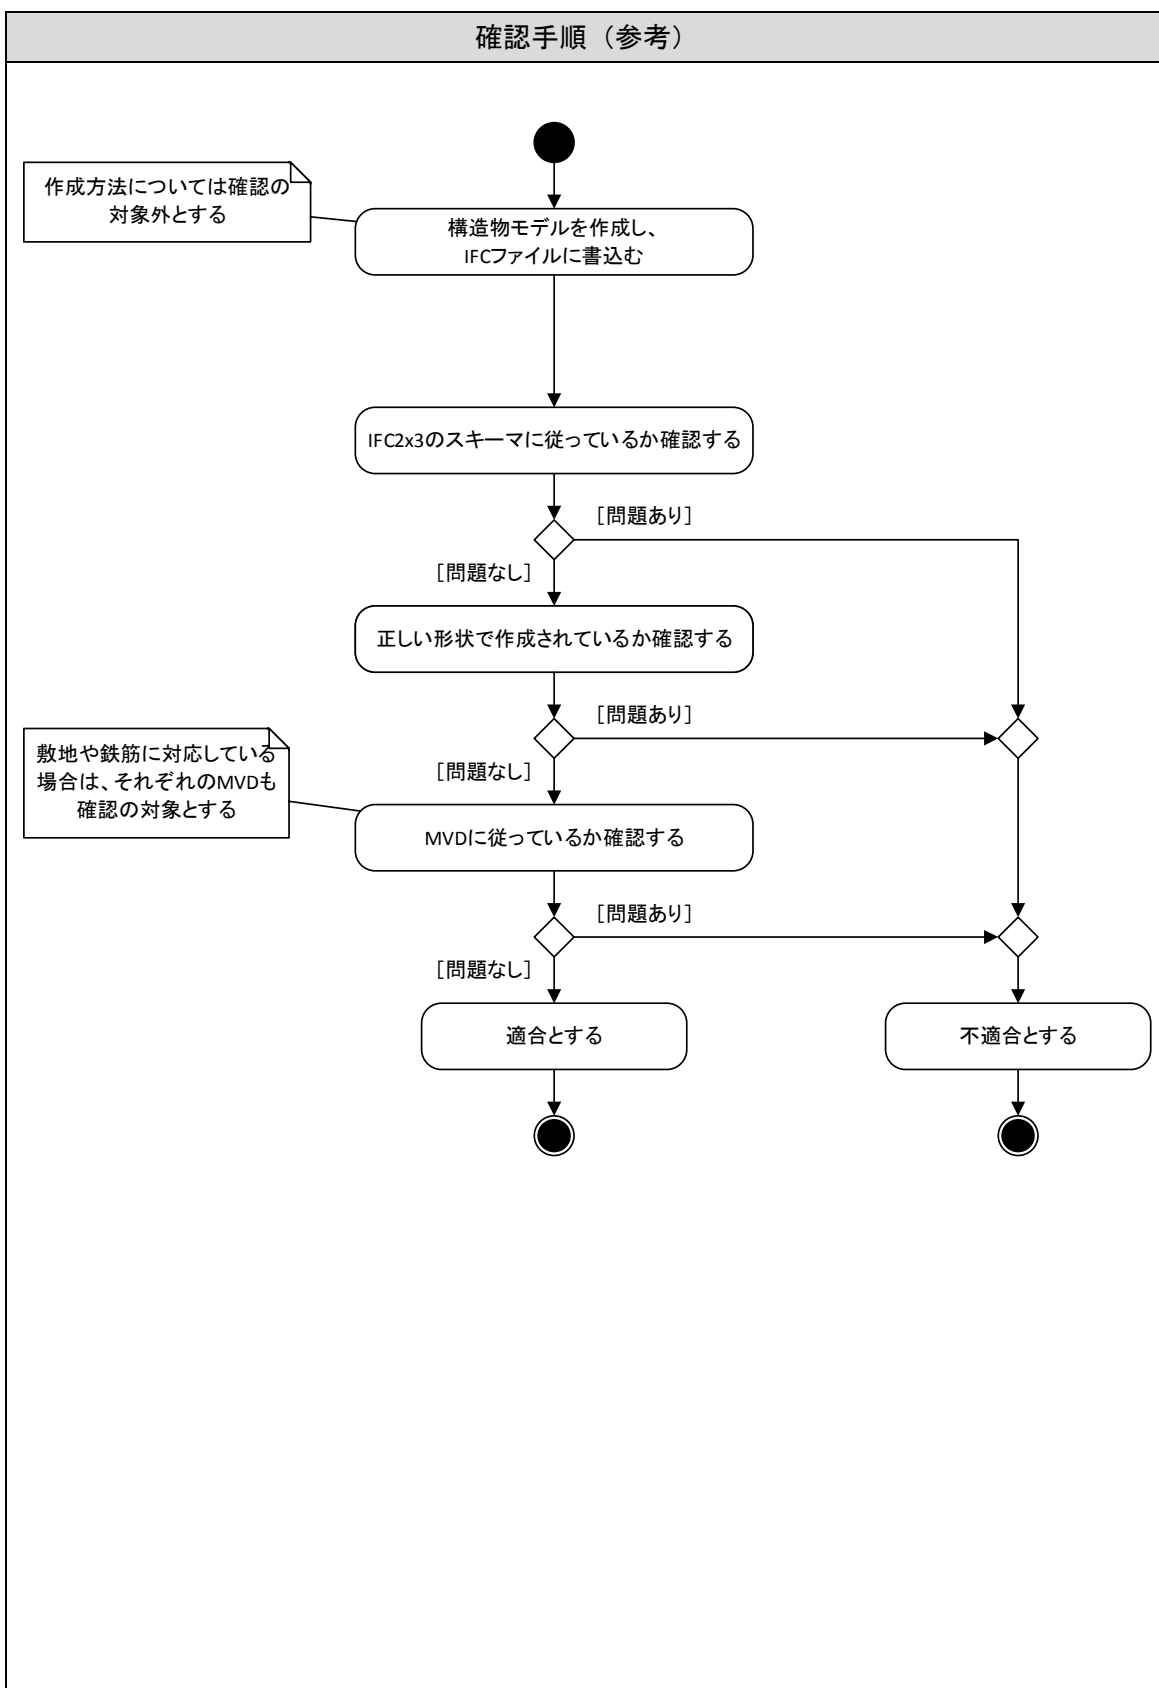 確認手順（参考）
作成方法については確認の
対象外とする
構造物モデルを作成し、
IFCファイルに書込む
IFC2x3のスキーマに従っているか確認する
[問題あり]
[問題なし]
正しい形状で作成されているか確認する
[問題あり]
[問題なし]
敷地や鉄筋に対応している
場合は、それぞれのMVDも
確認の対象とする
MVDに従っているか確認する
[問題あり]
[問題なし]
適合とする
不適合とする